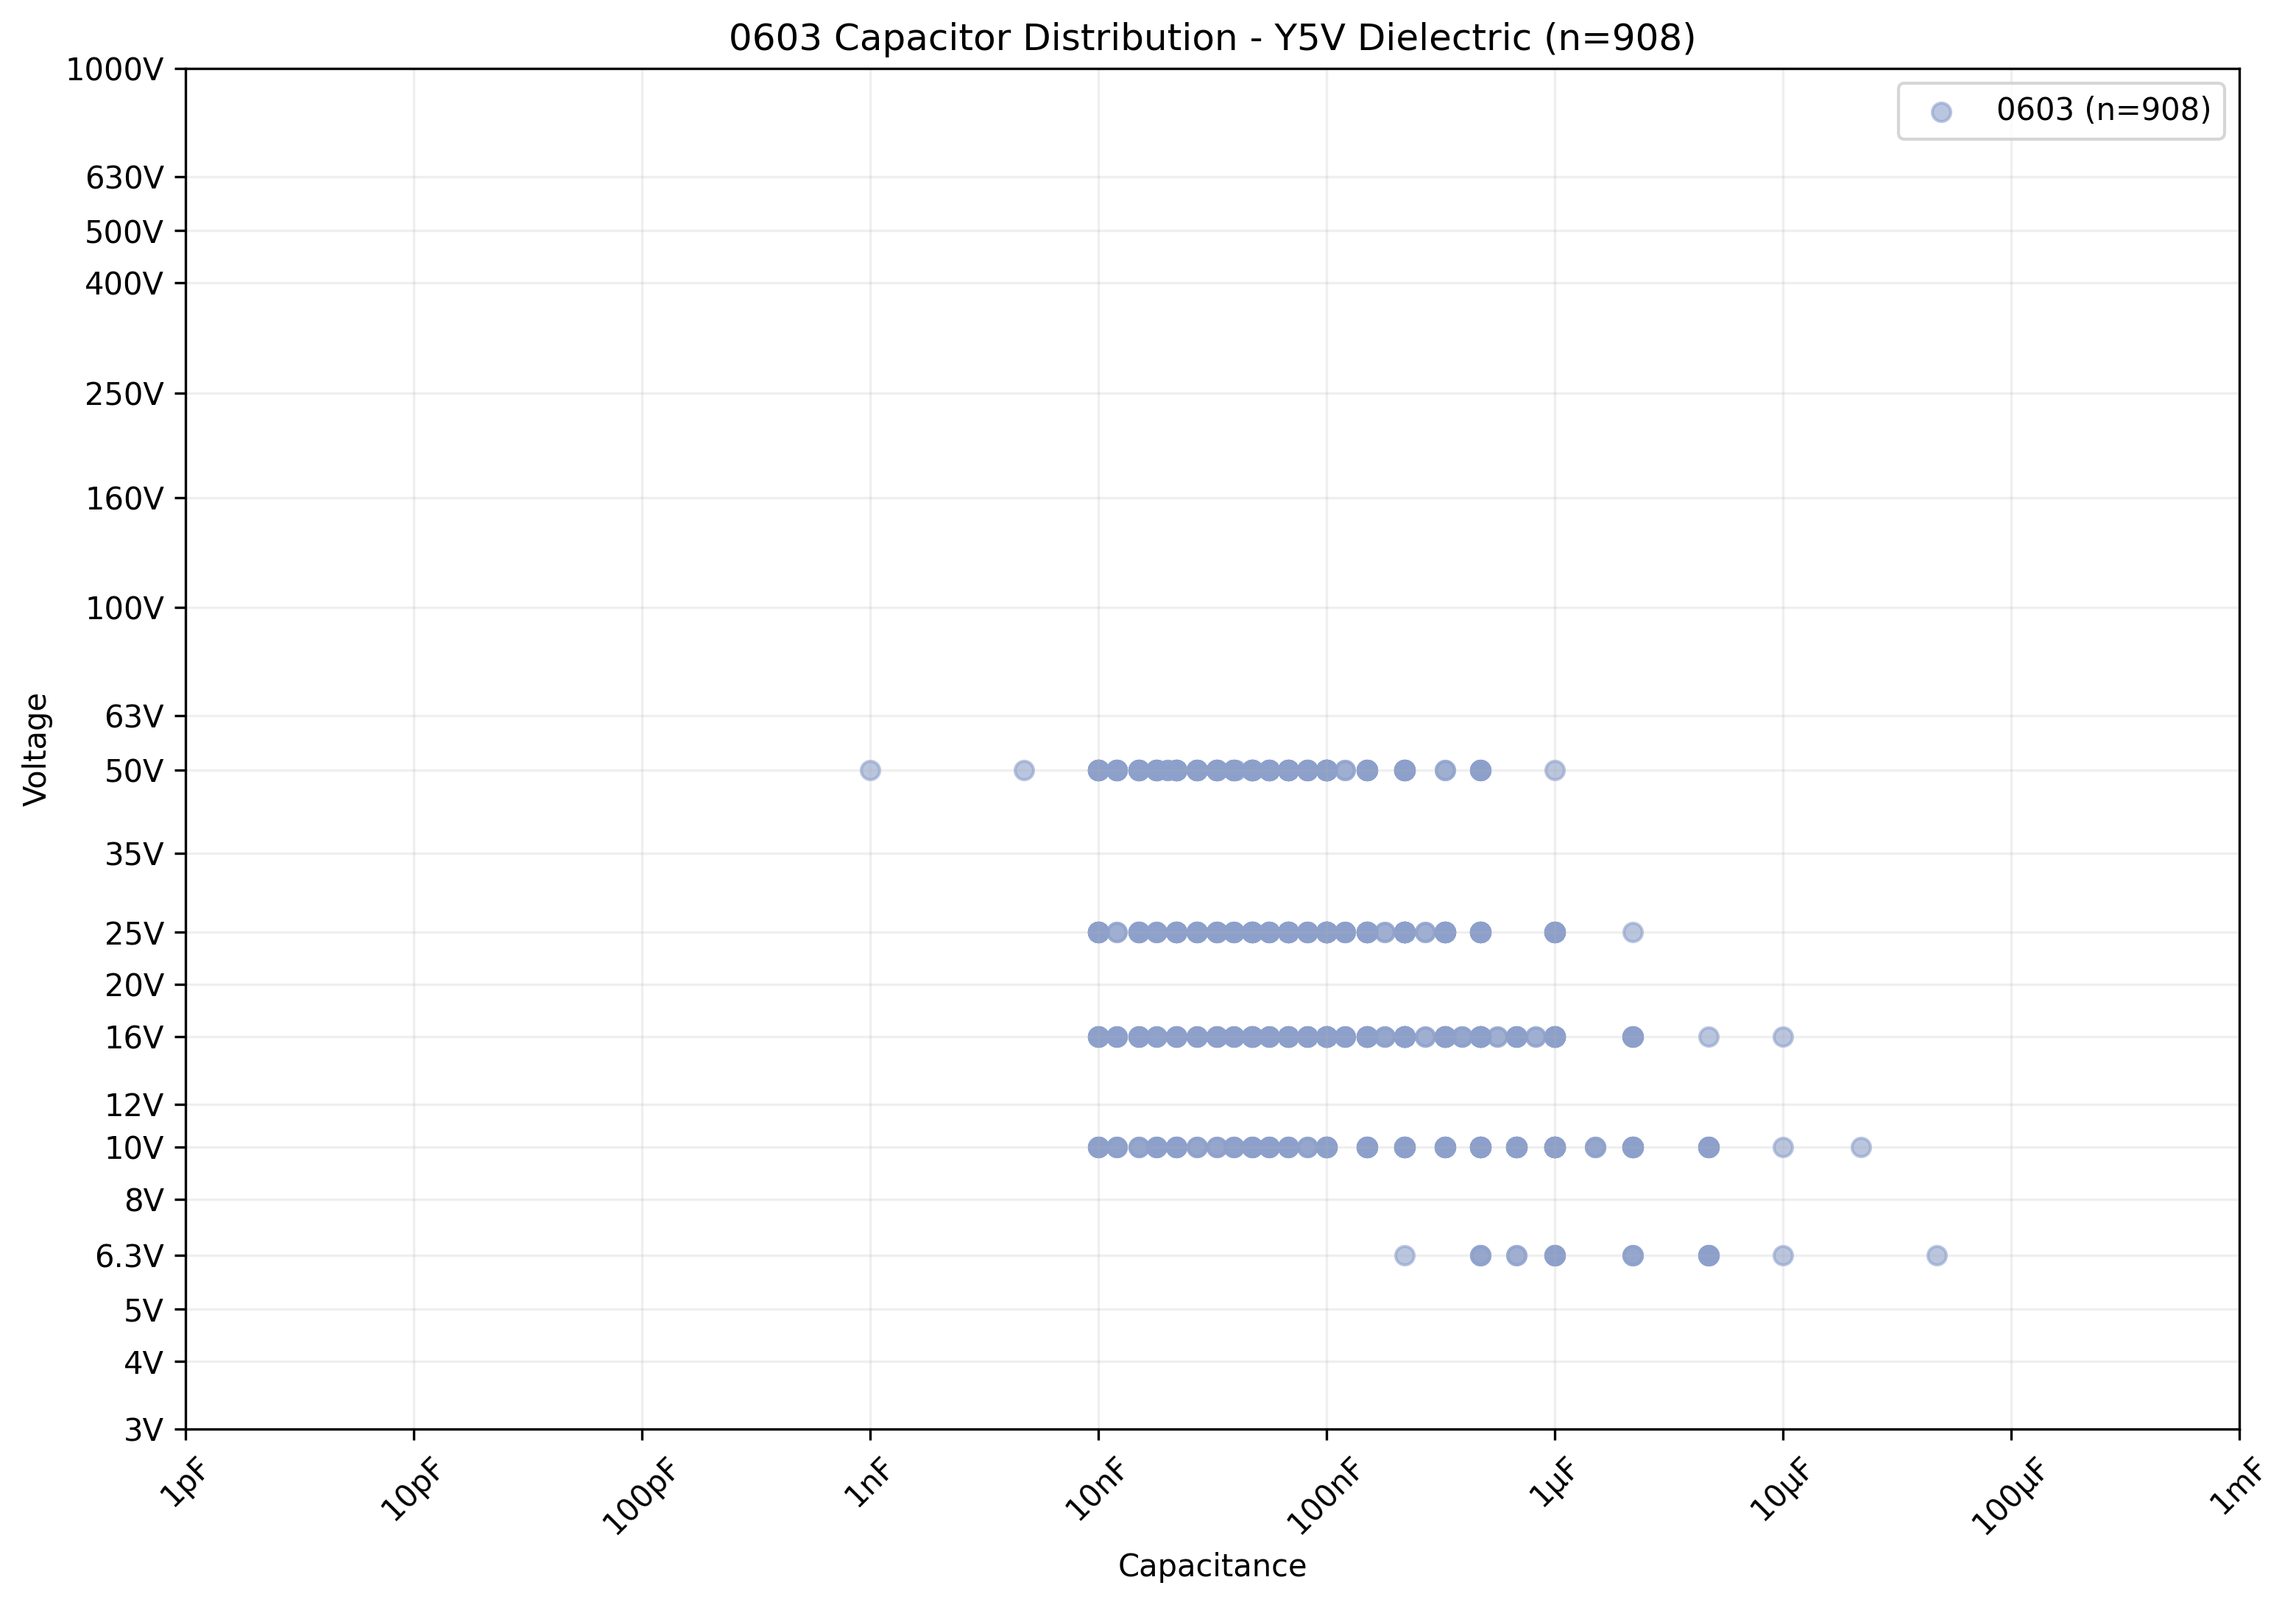 0603 Capacitor Distribution - Y5V Dielectric (n=908)
0603 (n=908)
Voltage
1000V
630V
500V
400V
250V
160V
100V
63V
50V
35V
25V
20V
16V
12V
10V
8V
6.3V
5V
4V
3V
1pF
10pF
100pF
1nF
10nF
100nF
1µF
10µF
100µF
1mF
Capacitance